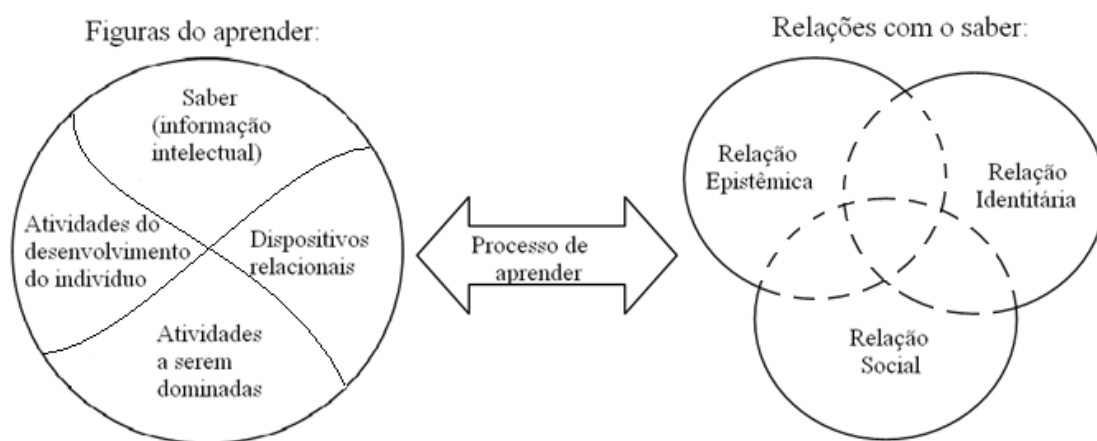 Figuras do aprender:
Saber
(informação
intelectual)
Atividades do
desenvolvimento
do indivíduo
Dispositivos
relacionais
Atividades
a serem
dominadas
Processo de
aprender
Relações com o saber:
Relação
Epistêmica
Relação
Identitária
Relação
Social